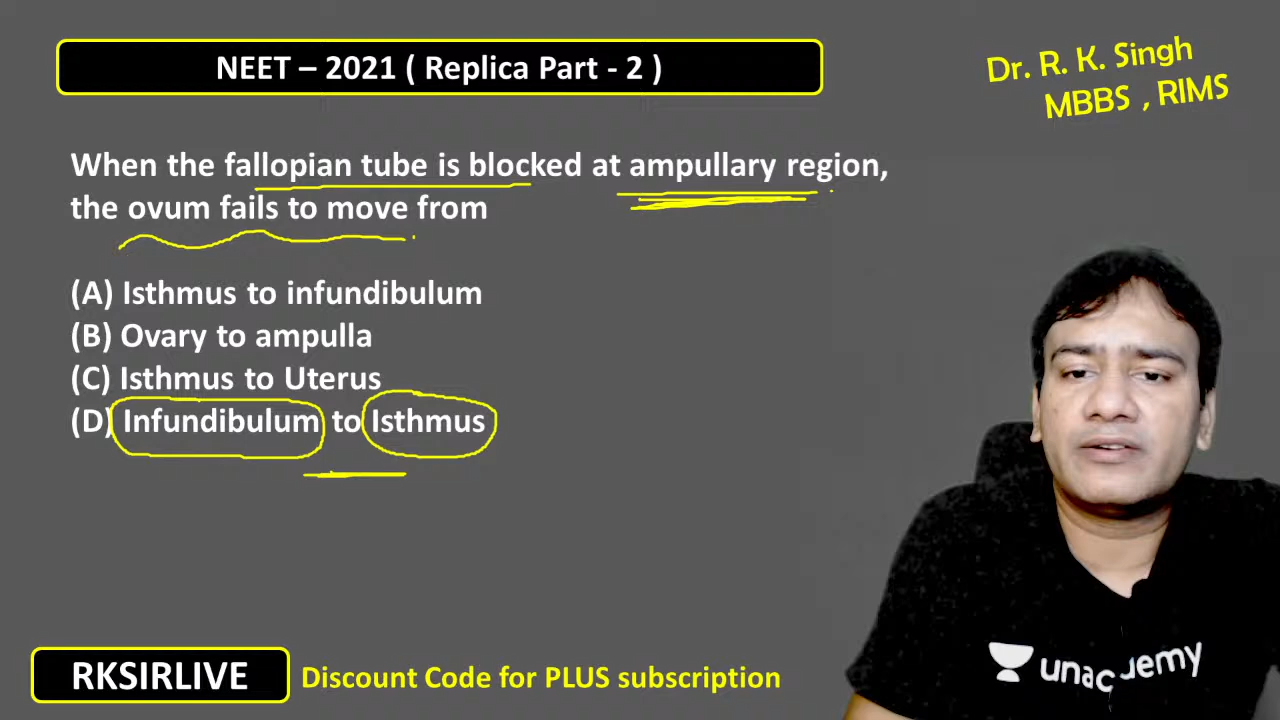 NEET – 2021 ( Replica Part - 2 )
Dr. R. K. Singh
MBBS , RIMS
When the fallopian tube is blocked at ampullary region,
the ovum fails to move from
(A) Isthmus to infundibulum
(B) Ovary to ampulla
(C) Isthmus to Uterus
(D) Infundibulum to Isthmus
unacademy
RKSIRLIVE
Discount Code for PLUS subscription